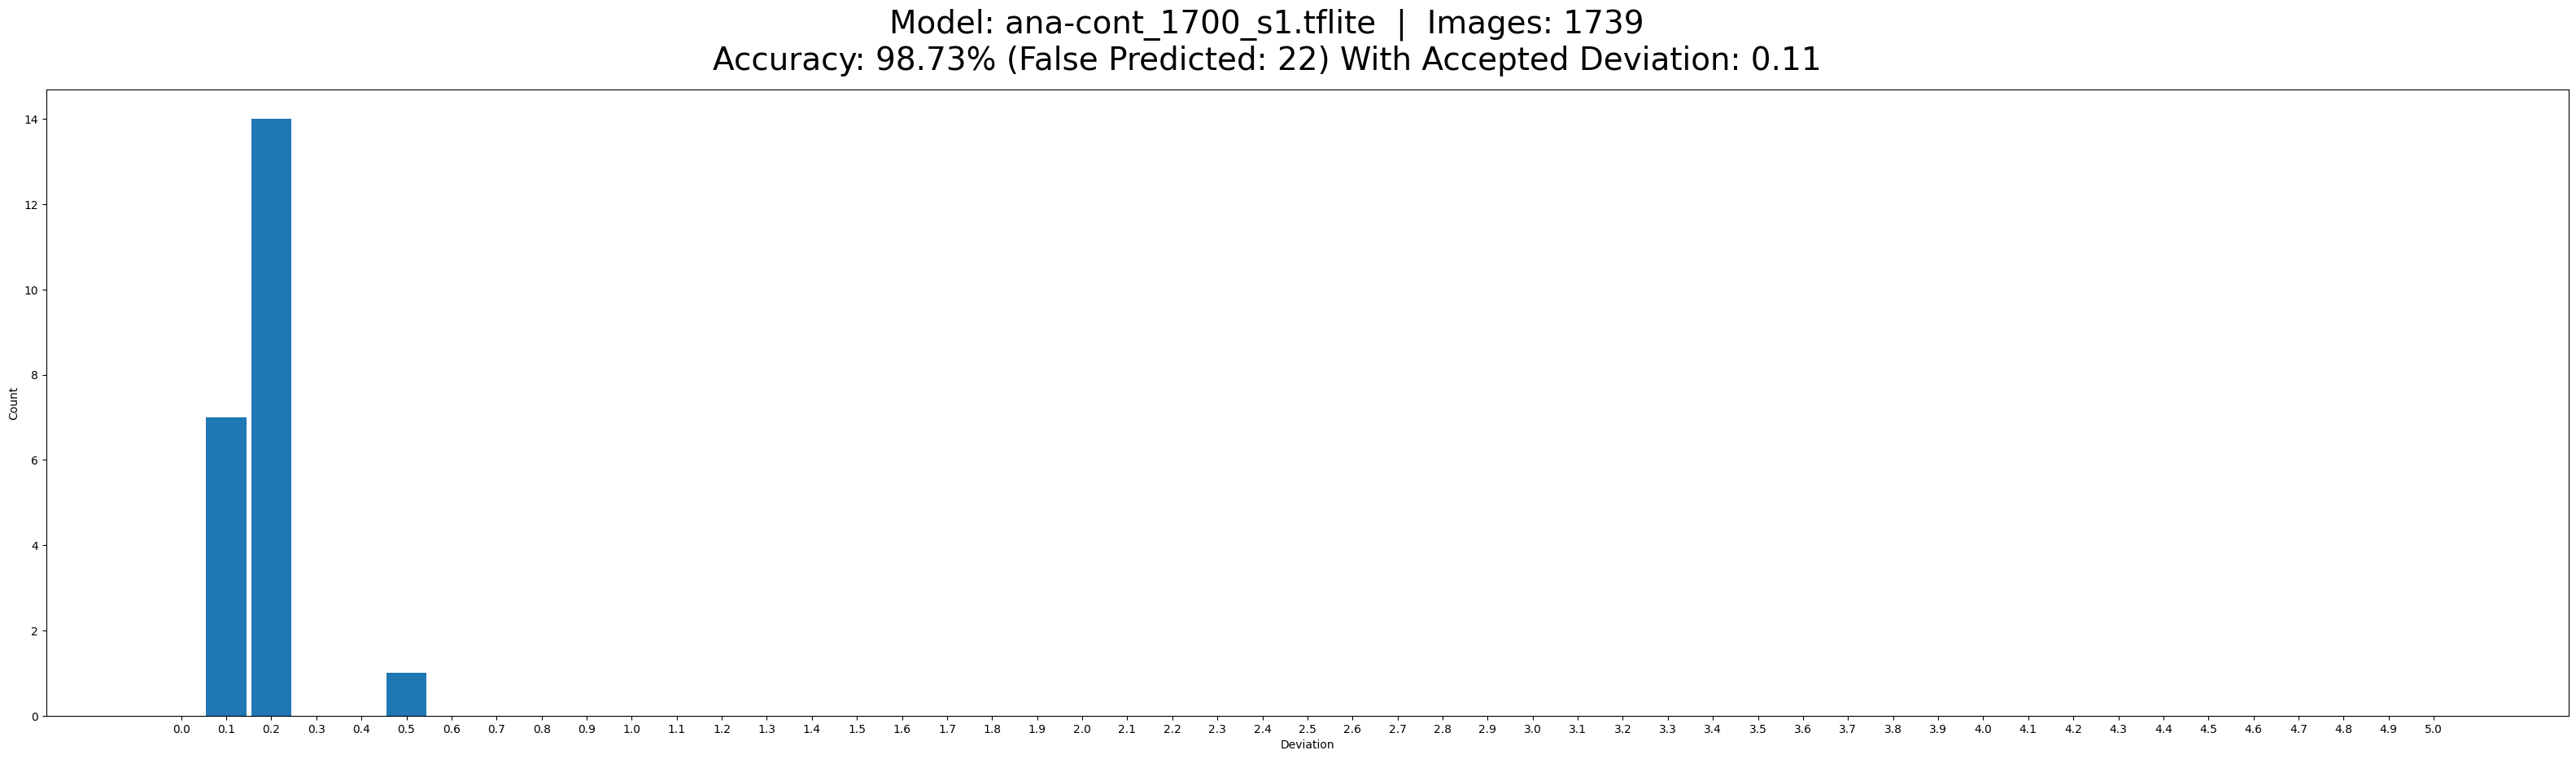 Model: ana-cont_1700_s1.tflite | Images: 1739
Accuracy: 98.73% (False Predicted: 22) With Accepted Deviation: 0.11
14
12
10
8
6
4
2
0
Count
0.0 0.1 0.2 0.3 0.4 0.5 0.6 0.7 0.8 0.9 1.0 1.1 1.2 1.3 1.4 1.5 1.6 1.7 1.8 1.9 2.0 2.1 2.2 2.3 2.4 2.5 2.6 2.7 2.8 2.9 3.0 3.1 3.2 3.3 3.4 3.5 3.6 3.7 3.8 3.9 4.0 4.1 4.2 4.3 4.4 4.5 4.6 4.7 4.8 4.9 5.0
Deviation